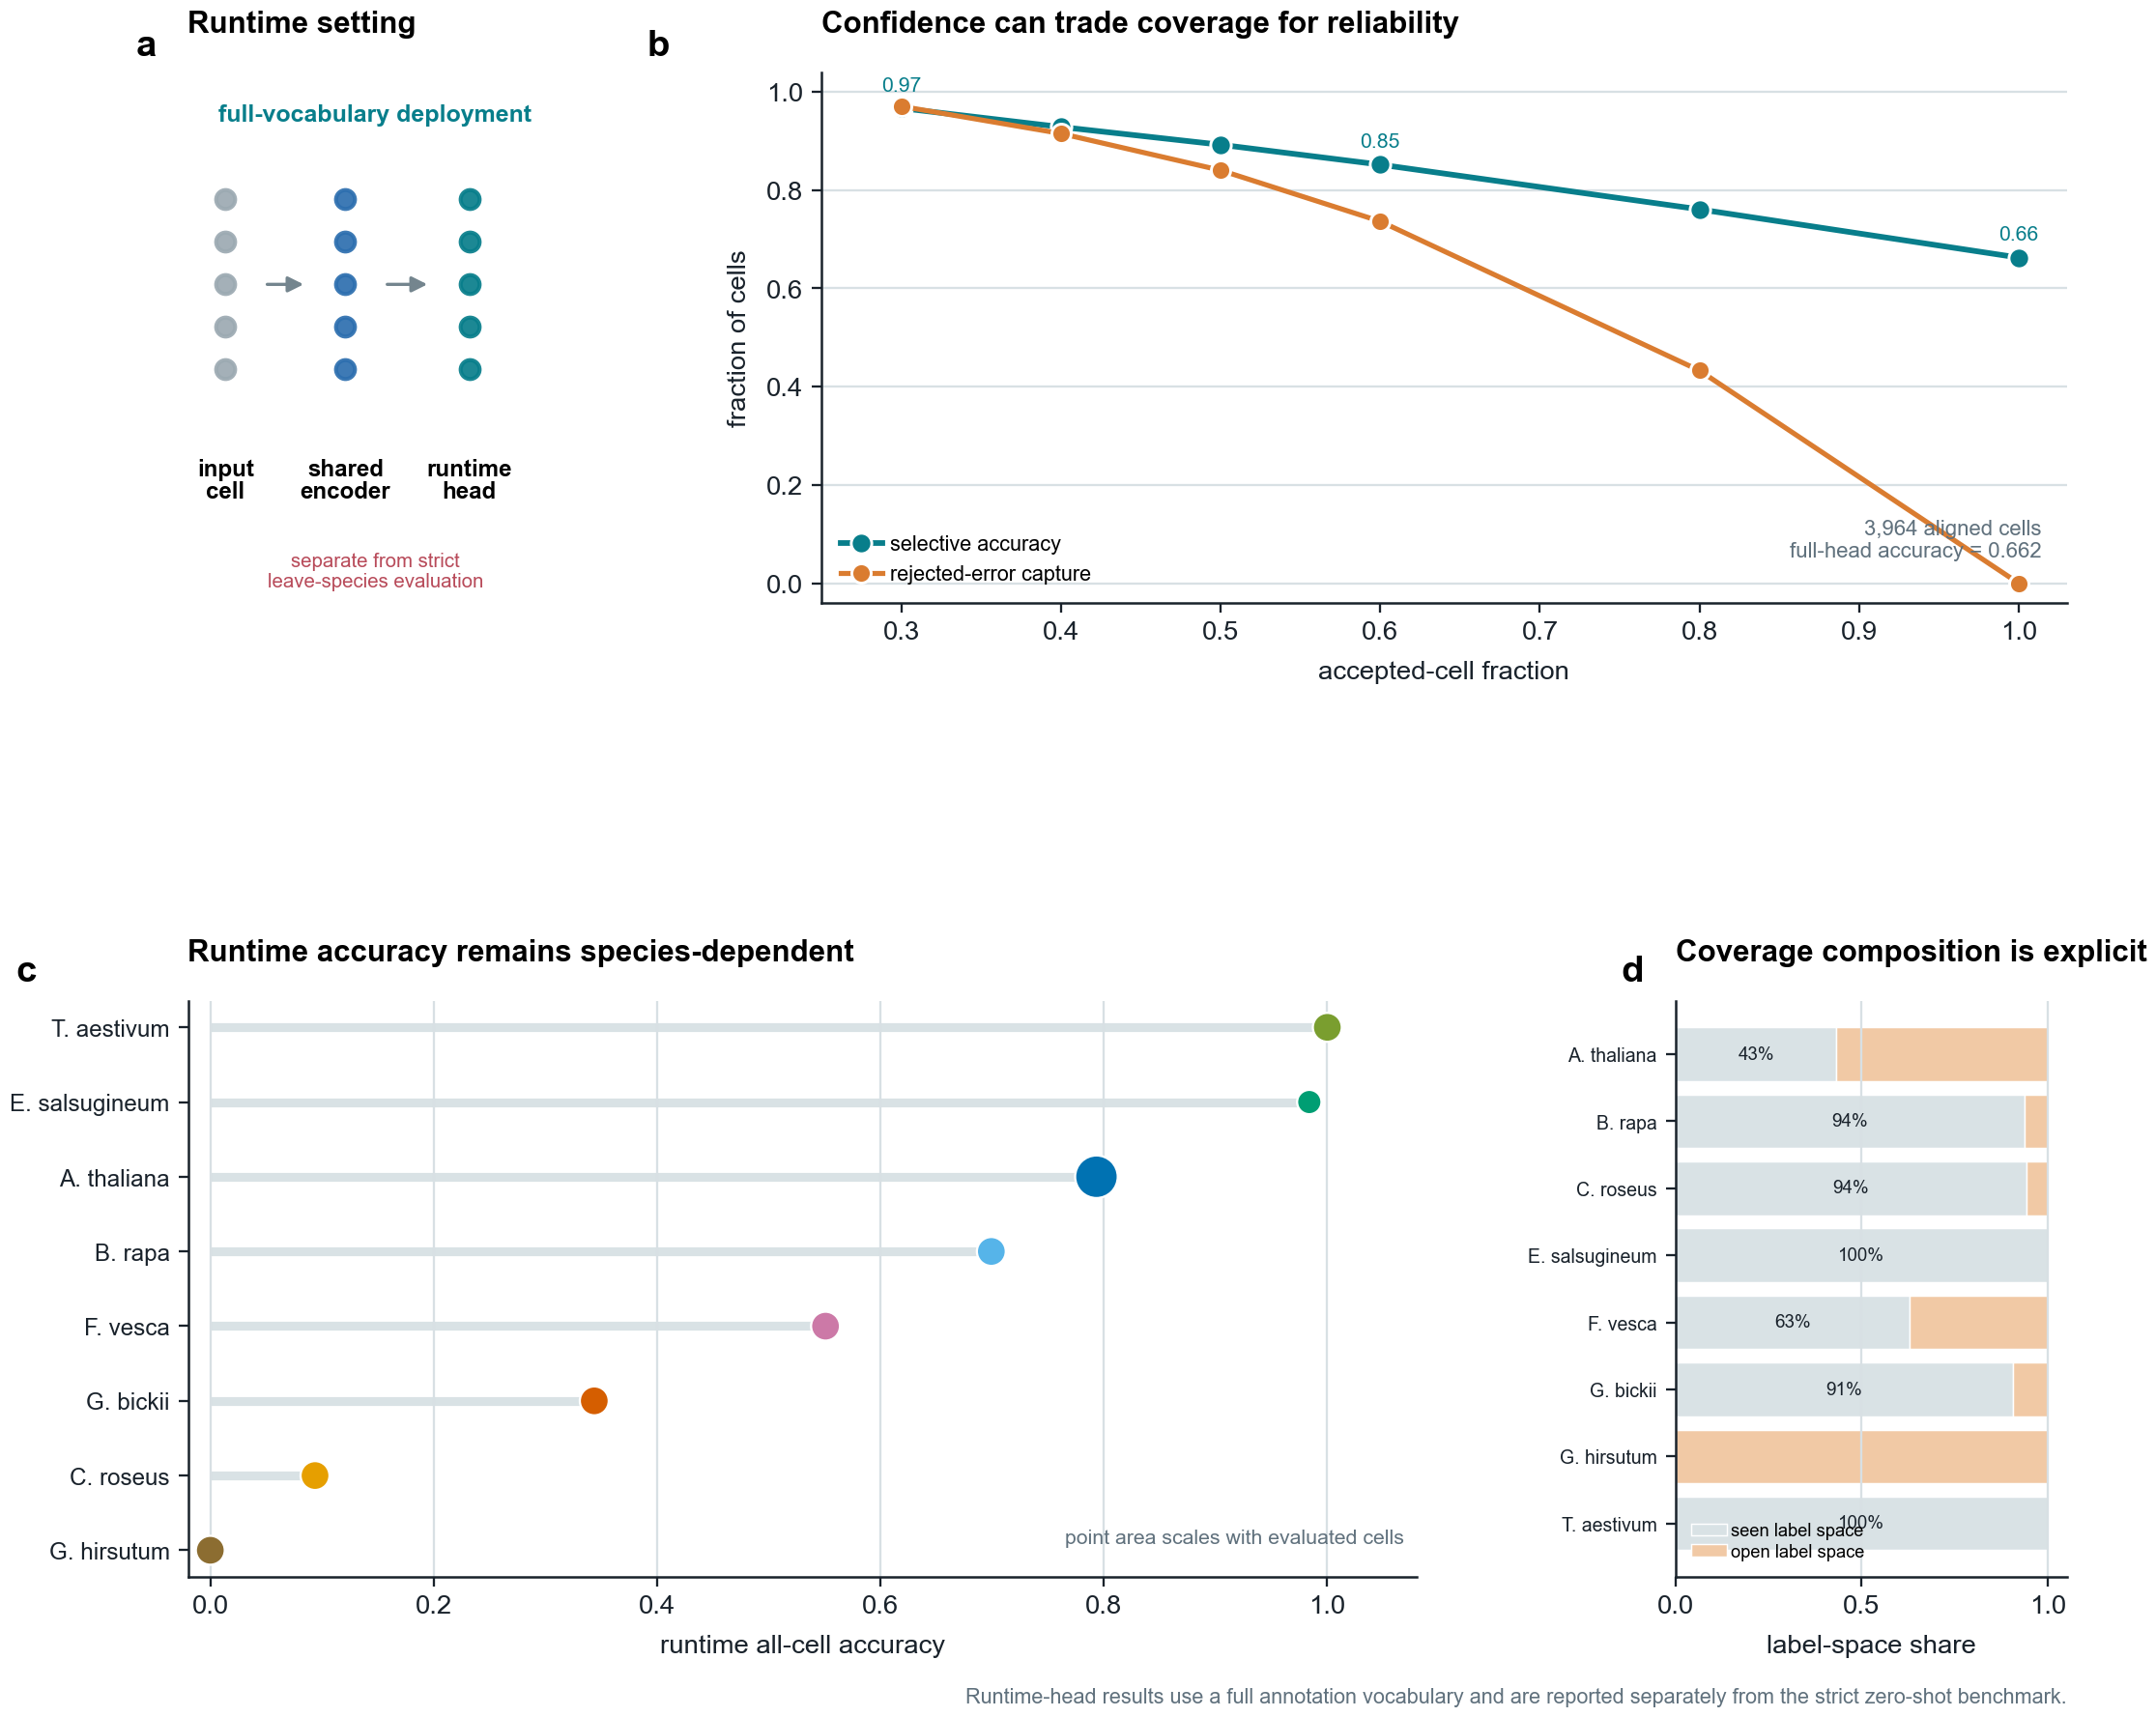 a
Runtime setting
full-vocabulary deployment
input
cell
shared
encoder
runtime
head
separate from strict
leave-species evaluation
b
Confidence can trade coverage for reliability
fraction of cells
1.0
0.8
0.6
0.4
0.2
0.0
0.97
0.85
0.66
selective accuracy
rejected-error capture
3,964 aligned cells
full-head accuracy = 0.662
0.3 0.4 0.5 0.6 0.7 0.8 0.9 1.0
accepted-cell fraction
c
Runtime accuracy remains species-dependent
T. aestivum
E. salsugineum
A. thaliana
B. rapa
F. vesca
G. bickii
C. roseus
G. hirsutum
point area scales with evaluated cells
0.0 0.2 0.4 0.6 0.8 1.0
runtime all-cell accuracy
d
Coverage composition is explicit
A. thaliana 43%
B. rapa 94%
C. roseus 94%
E. salsugineum 100%
F. vesca 63%
G. bickii 91%
G. hirsutum
T. aestivum 100%
seen label space
open label space
0.0 0.5 1.0
label-space share
Runtime-head results use a full annotation vocabulary and are reported separately from the strict zero-shot benchmark.